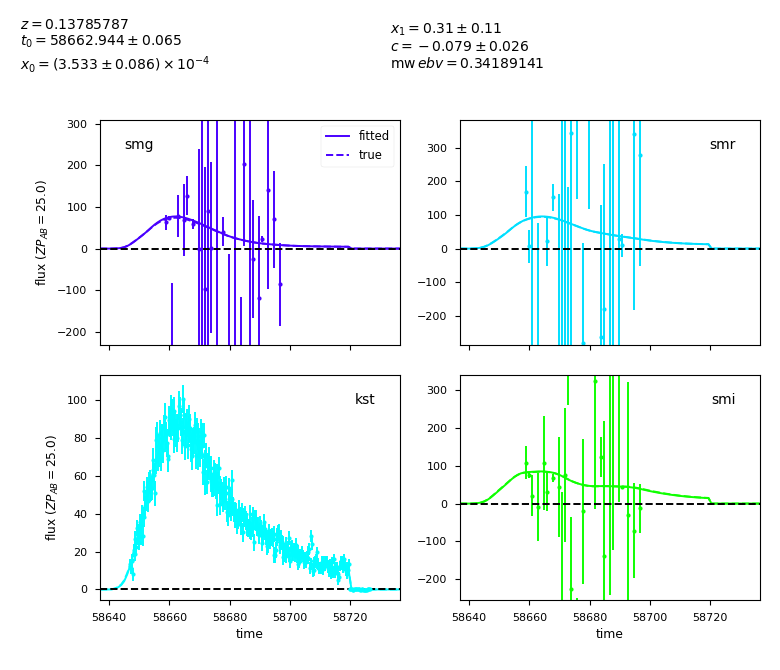 z = 0.13785787
t₀ = 58662.944 ± 0.065
x₀ = (3.533 ± 0.086) × 10⁻⁴
x₁ = 0.31 ± 0.11
c = −0.079 ± 0.026
mw ebv = 0.34189141
300
200
100
0
−100
−200
flux (ZP_AB = 25.0)
smg
fitted
true
300
200
100
0
−100
−200
smr
100
80
60
40
20
0
flux (ZP_AB = 25.0)
kst
58640 58660 58680 58700 58720
time
300
200
100
0
−100
−200
smi
58640 58660 58680 58700 58720
time